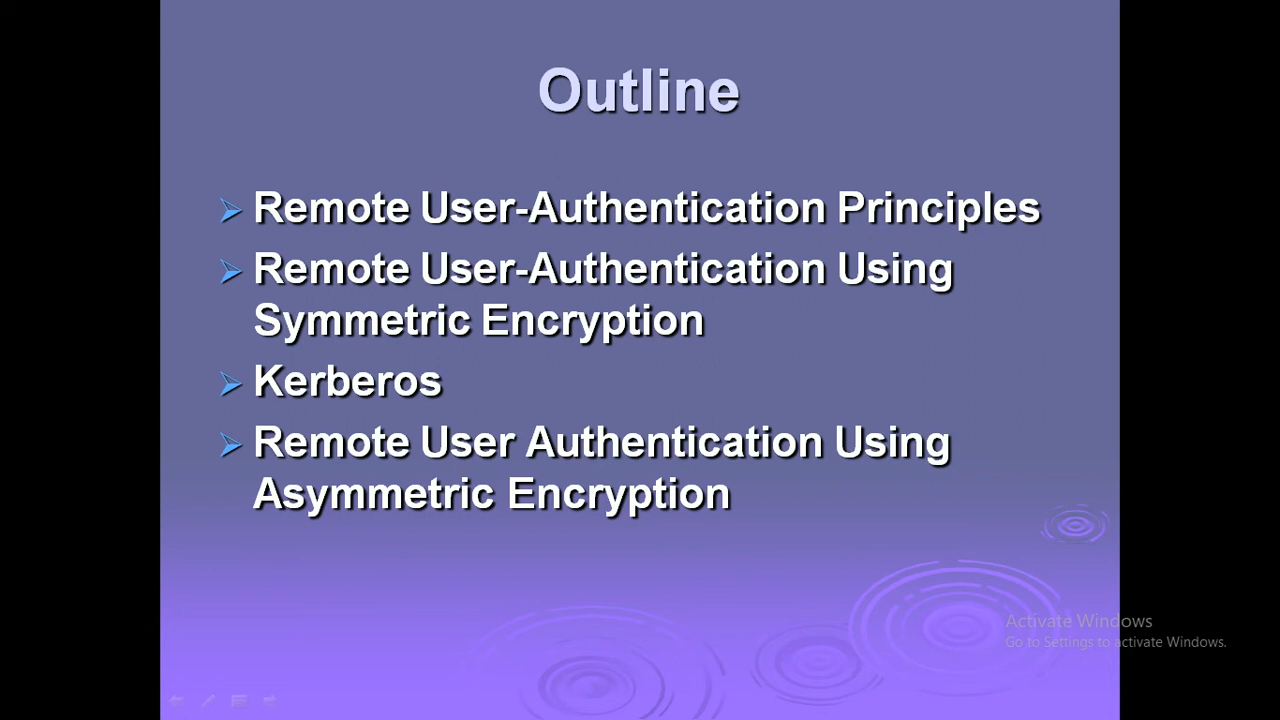 Outline
Remote User-Authentication Principles
Remote User-Authentication Using
Symmetric Encryption
Kerberos
Remote User Authentication Using
Asymmetric Encryption
Activate Windows
Go to Settings to activate Windows.